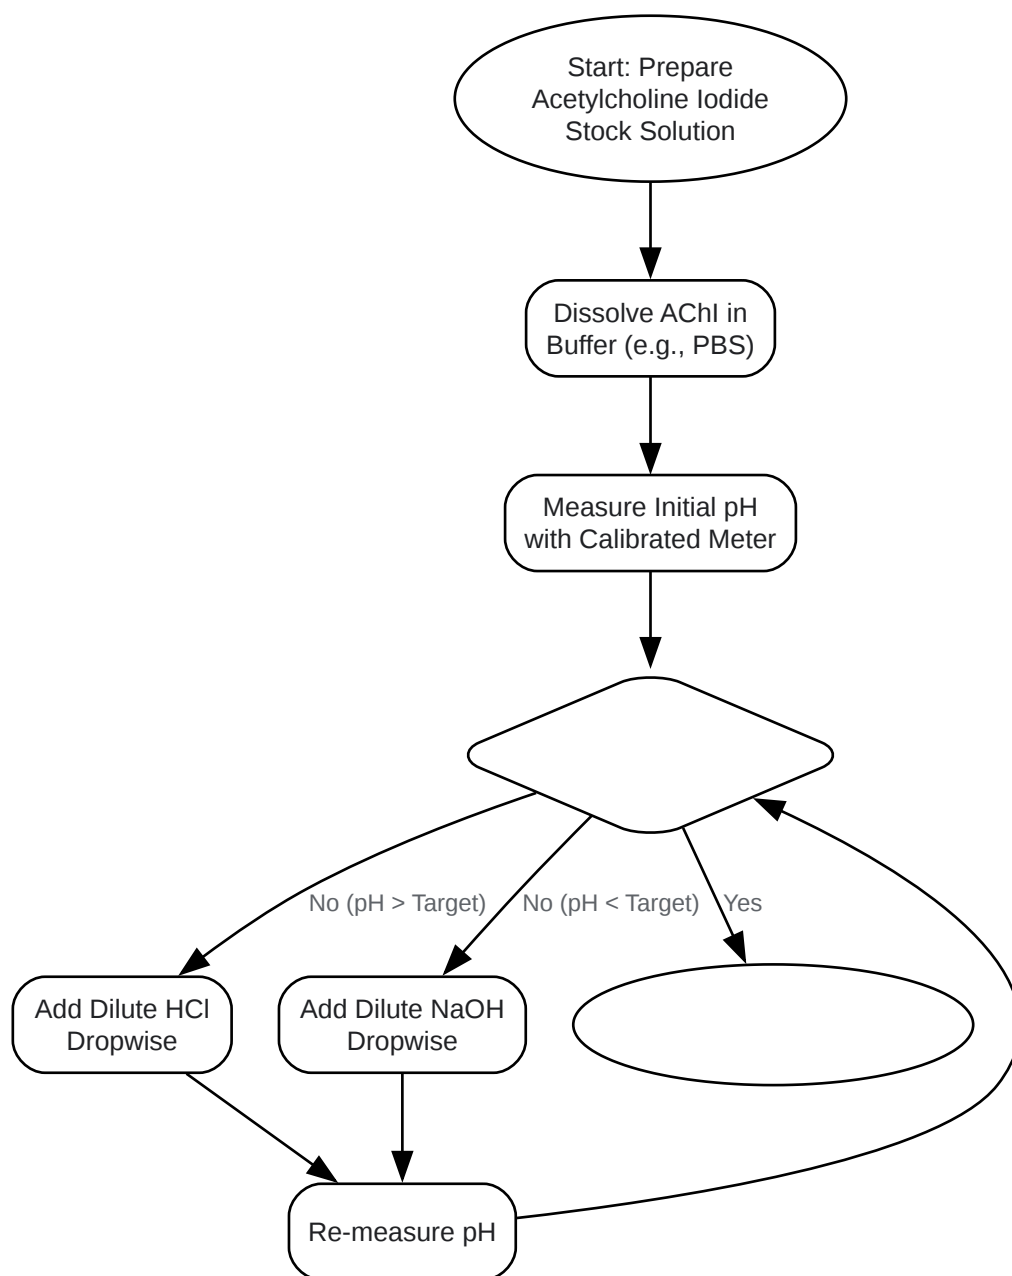 Start: Prepare
Acetylcholine Iodide
Stock Solution
Dissolve AChI in
Buffer (e.g., PBS)
Measure Initial pH
with Calibrated Meter
No (pH > Target)
No (pH < Target)
Yes
Add Dilute HCl
Dropwise
Add Dilute NaOH
Dropwise
Re-measure pH